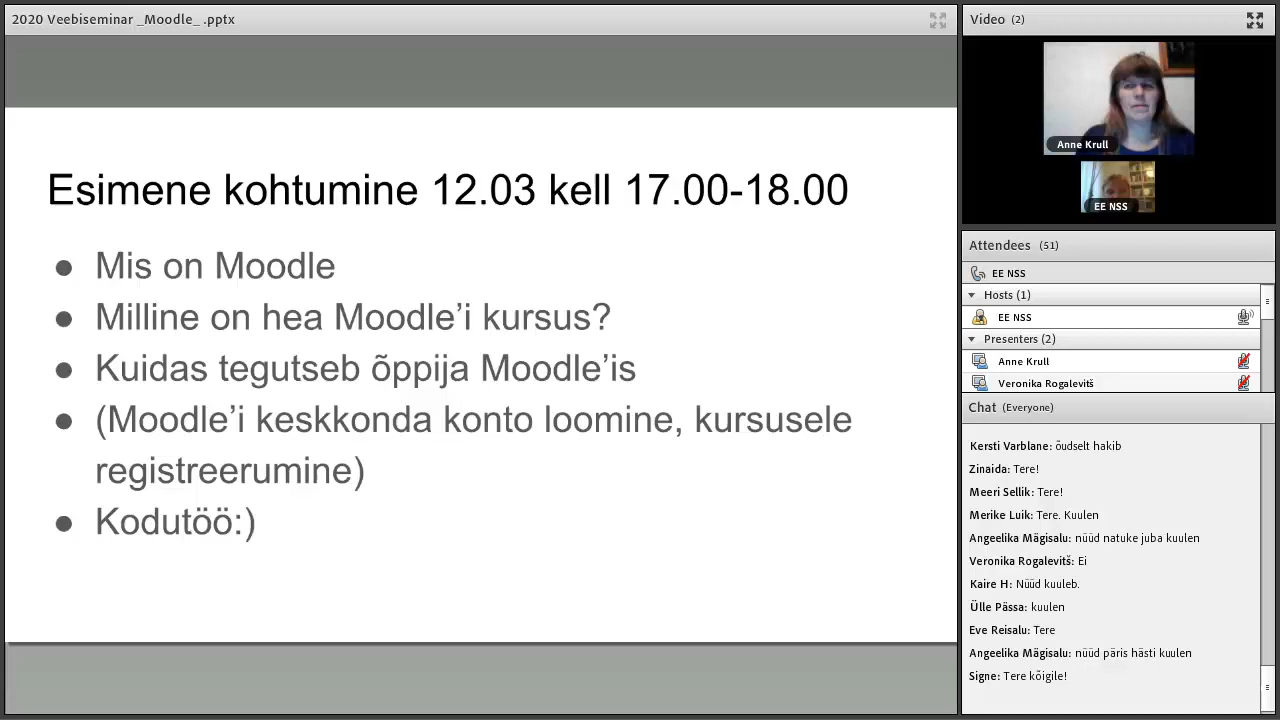 2020 Veebiseminar _Moodle_ .pptx
Esimene kohtumine 12.03 kell 17.00-18.00
● Mis on Moodle
● Milline on hea Moodle’i kursus?
● Kuidas tegutseb õppija Moodle’is
● (Moodle’i keskkonda konto loomine, kursusele
registreerumine)
● Kodutöö:)
Video (2)
Anne Krull
EE NSS
Attendees (51)
EE NSS
Hosts (1)
EE NSS
Presenters (2)
Anne Krull
Veronika Rogalevitš
Chat (Everyone)
Kersti Varblane: õudselt hakib
Zinaida: Tere!
Meeri Sellik: Tere!
Merike Luik: Tere. Kuulen
Angeelika Mägisalu: nüüd natuke juba kuulen
Veronika Rogalevitš: Ei
Kaire H: Nüüd kuuleb.
Ülle Pässa: kuulen
Eve Reisalu: Tere
Angeelika Mägisalu: nüüd päris hästi kuulen
Signe: Tere kõigile!